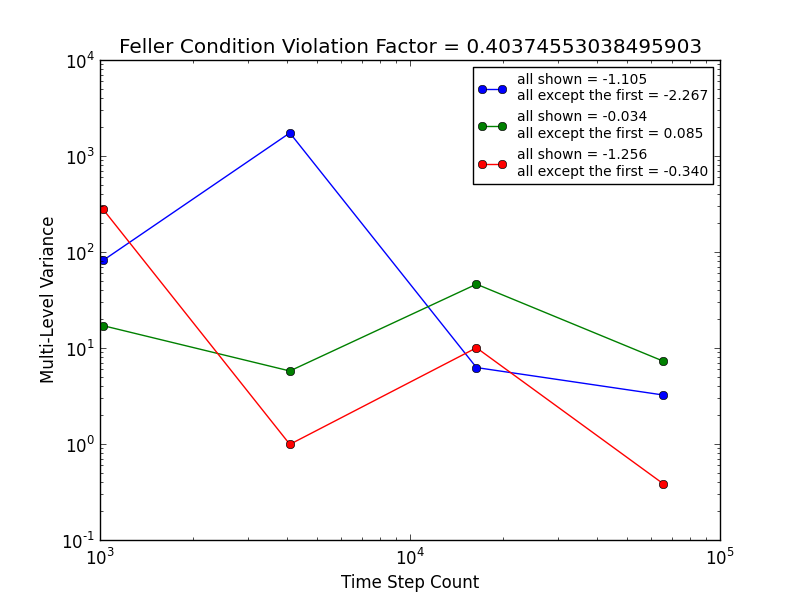 Feller Condition Violation Factor = 0.40374553038495903
10^4
10^3
10^2
10^1
10^0
10^-1
Multi-Level Variance
all shown = -1.105
all except the first = -2.267
all shown = -0.034
all except the first = 0.085
all shown = -1.256
all except the first = -0.340
10^3 10^4 10^5
Time Step Count